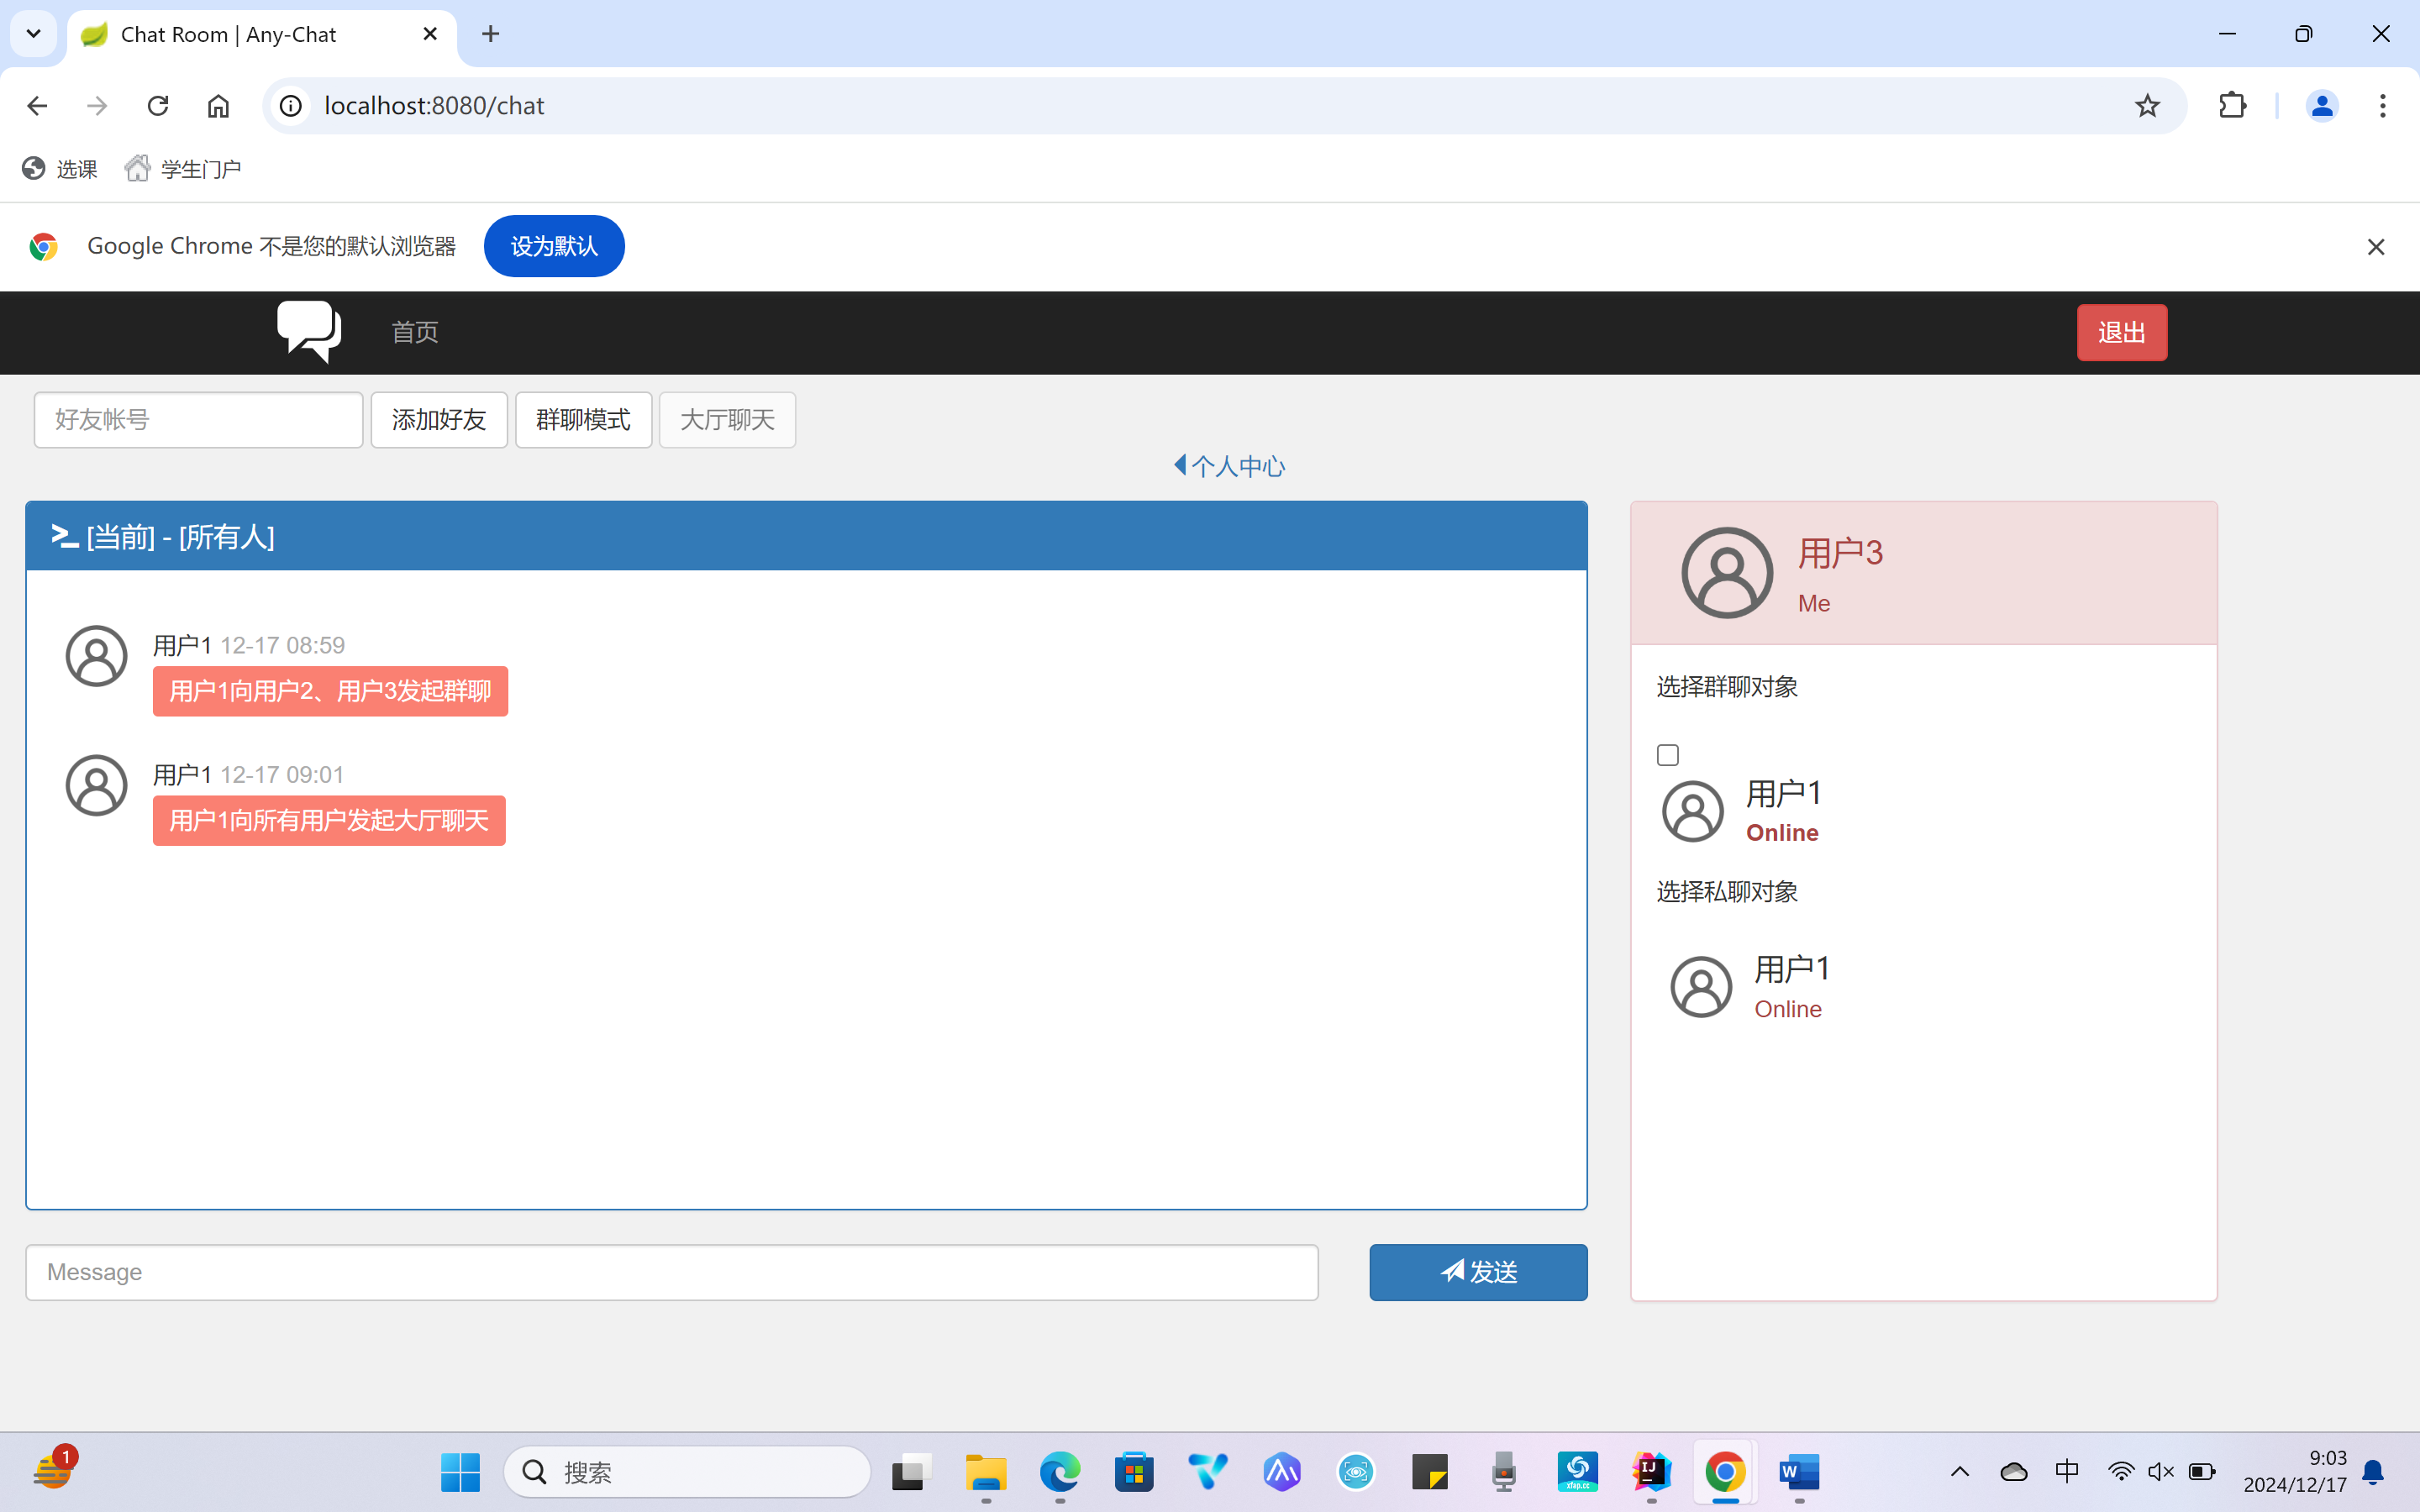 Chat Room | Any-Chat
localhost:8080/chat
选课 学生门户
Google Chrome 不是您的默认浏览器 设为默认
首页 退出
好友帐号 添加好友 群聊模式 大厅聊天
个人中心
[当前] - [所有人]
用户1 12-17 08:59
用户1向用户2、用户3发起群聊
用户1 12-17 09:01
用户1向所有用户发起大厅聊天
Message 发送
用户3
Me
选择群聊对象
用户1
Online
选择私聊对象
用户1
Online
1
搜索
xfap.cc
IJ
W
中
9:03
2024/12/17